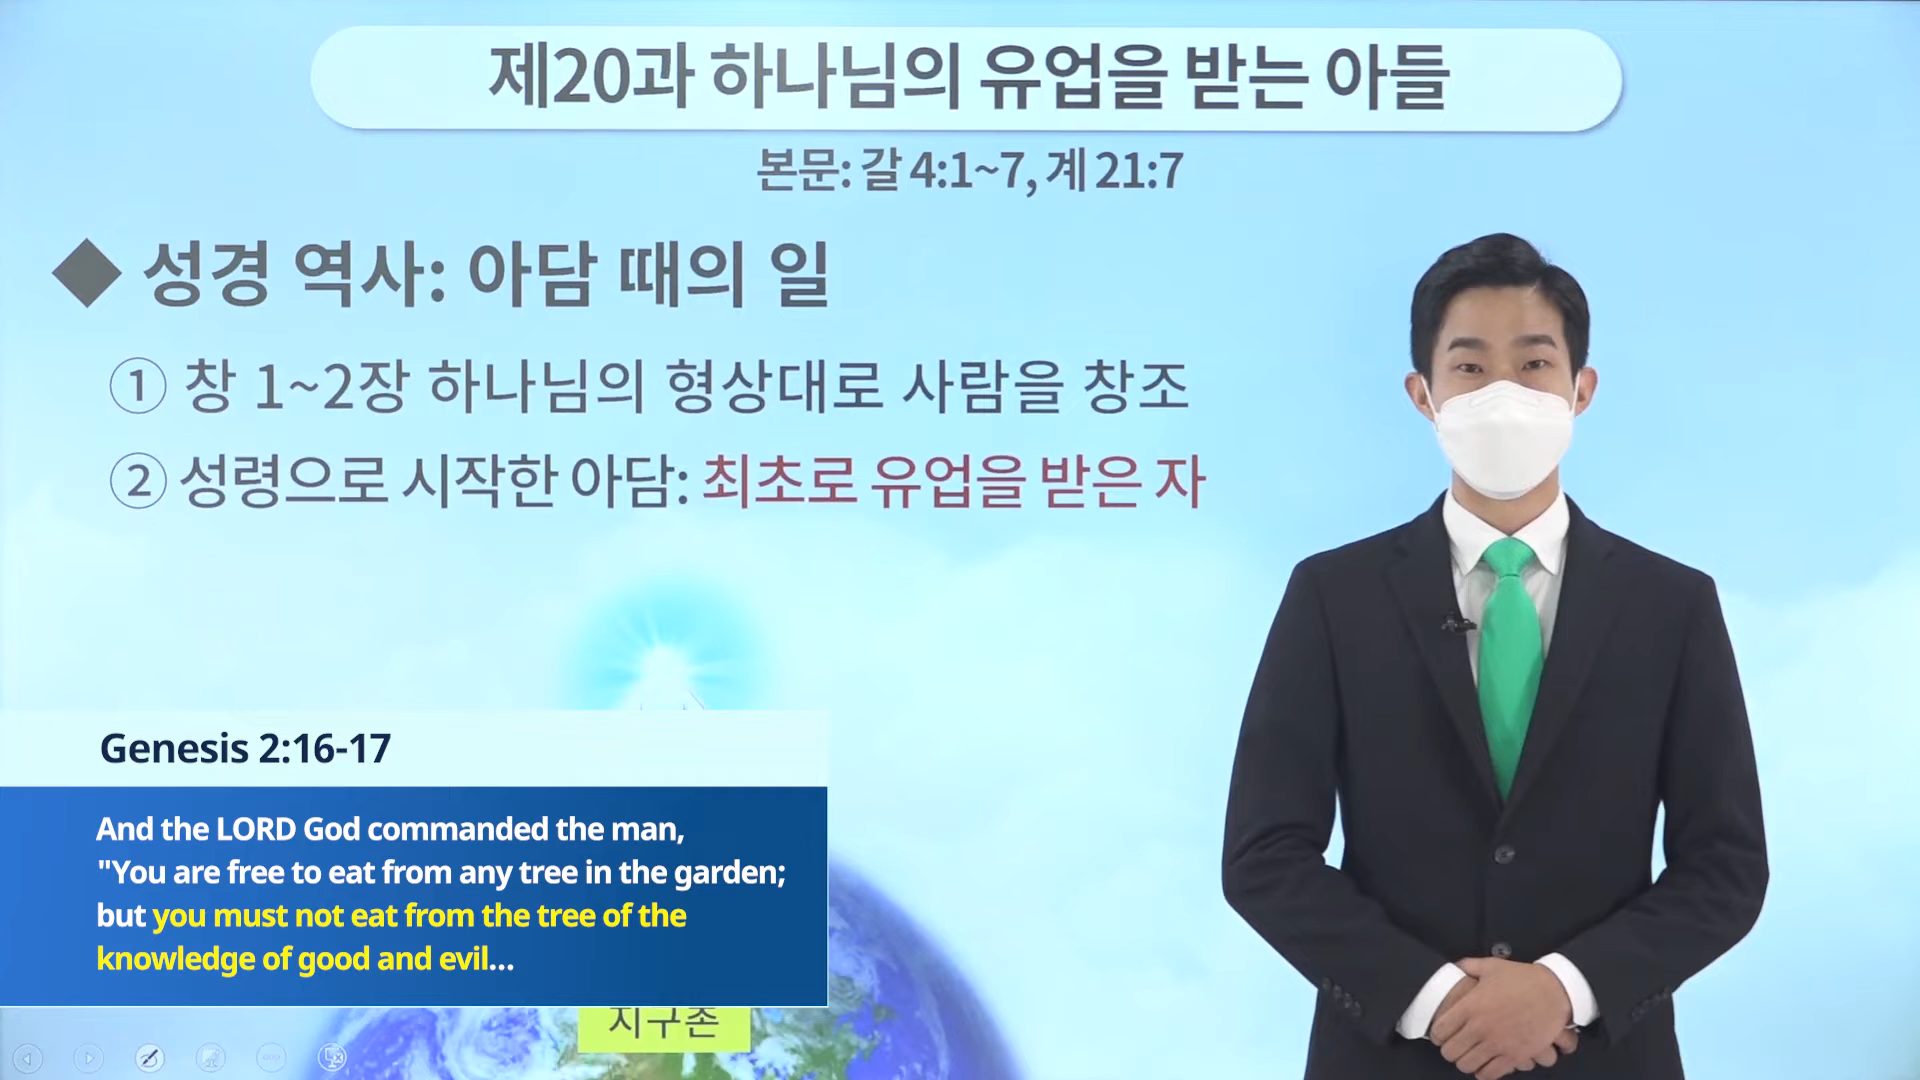 제20과 하나님의 유업을 받는 아들
본문: 갈 4:1~7, 계 21:7
◆ 성경 역사: 아담 때의 일
① 창 1~2장 하나님의 형상대로 사람을 창조
② 성령으로 시작한 아담: 최초로 유업을 받은 자
Genesis 2:16-17
And the LORD God commanded the man,
"You are free to eat from any tree in the garden;
but you must not eat from the tree of the
knowledge of good and evil...
지구촌